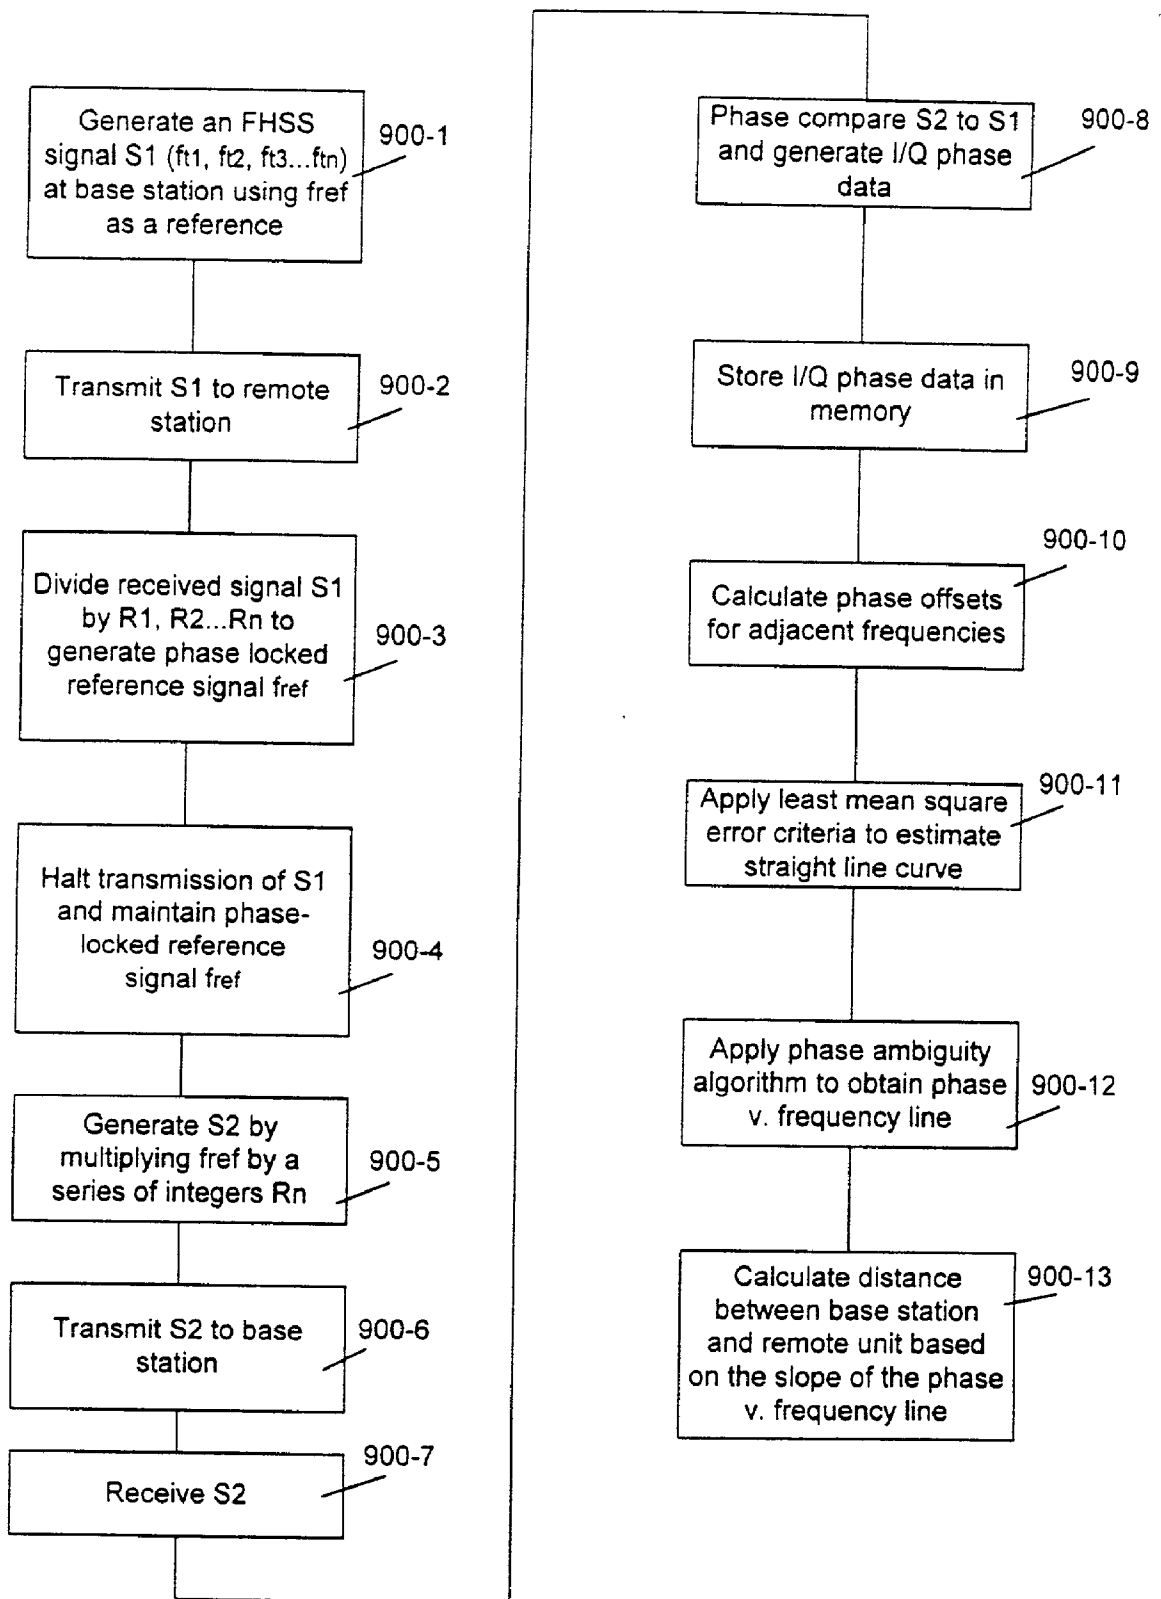 Generate an FHSS
signal S1 (ft1, ft2, ft3...ftn)
at base station using fref
as a reference
900-1
Transmit S1 to remote
station
900-2
Divide received signal S1
by R1, R2...Rn to
generate phase locked
reference signal fref
900-3
Halt transmission of S1
and maintain phase-
locked reference
signal fref
900-4
Generate S2 by
multiplying fref by a
series of integers Rn
900-5
Transmit S2 to base
station
900-6
Receive S2
900-7
Phase compare S2 to S1
and generate I/Q phase
data
900-8
Store I/Q phase data in
memory
900-9
Calculate phase offsets
for adjacent frequencies
900-10
Apply least mean square
error criteria to estimate
straight line curve
900-11
Apply phase ambiguity
algorithm to obtain phase
v. frequency line
900-12
Calculate distance
between base station
and remote unit based
on the slope of the phase
v. frequency line
900-13